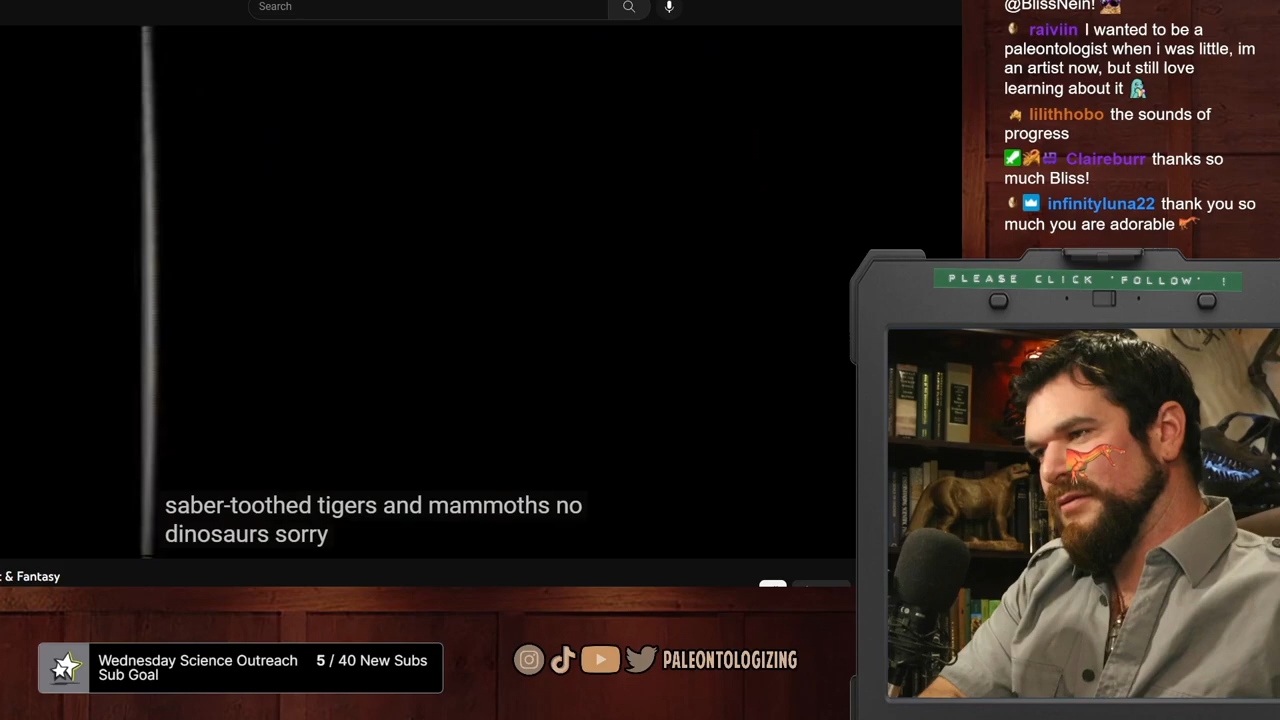 Search
@BlissNein!
raiviin I wanted to be a
paleontologist when i was little, im
an artist now, but still love
learning about it
lilithhobo the sounds of
progress
Claireburr thanks so
much Bliss!
infinityluna22 thank you so
much you are adorable
PLEASE CLICK 'FOLLOW' !
saber-toothed tigers and mammoths no
dinosaurs sorry
& Fantasy
Wednesday Science Outreach 5 / 40 New Subs
Sub Goal
PALEONTOLOGIZING